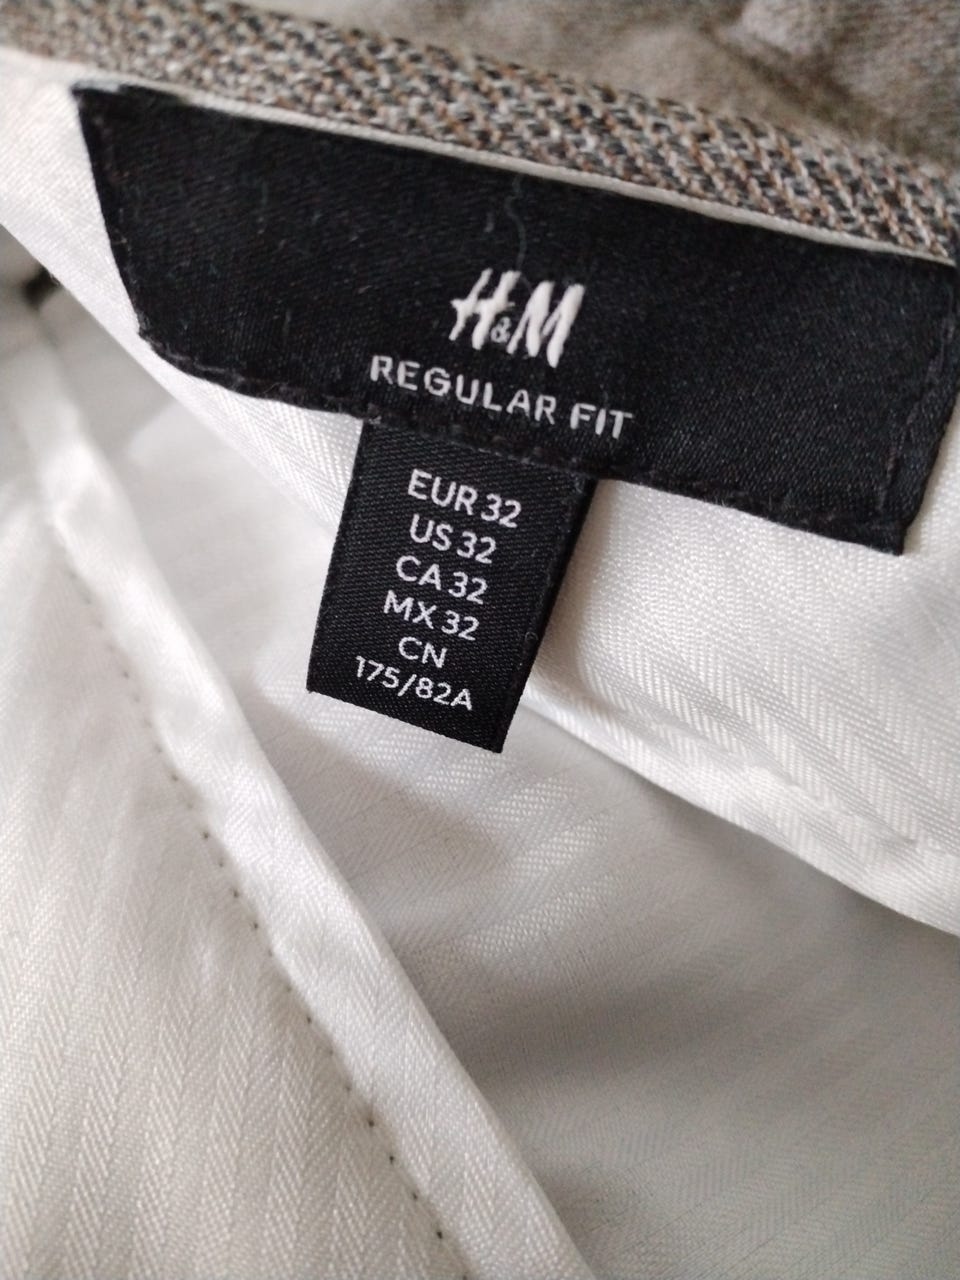 H&M
REGULAR FIT
EUR 32
US 32
CA 32
MX 32
CN
175/82A